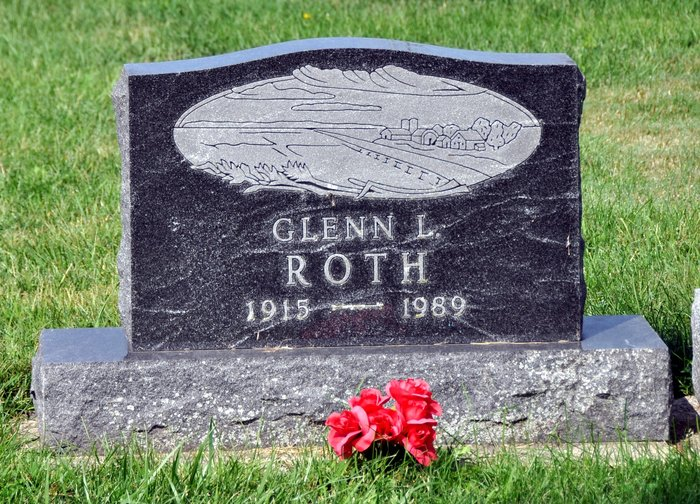 GLENN L.
ROTH
1915 — 1989